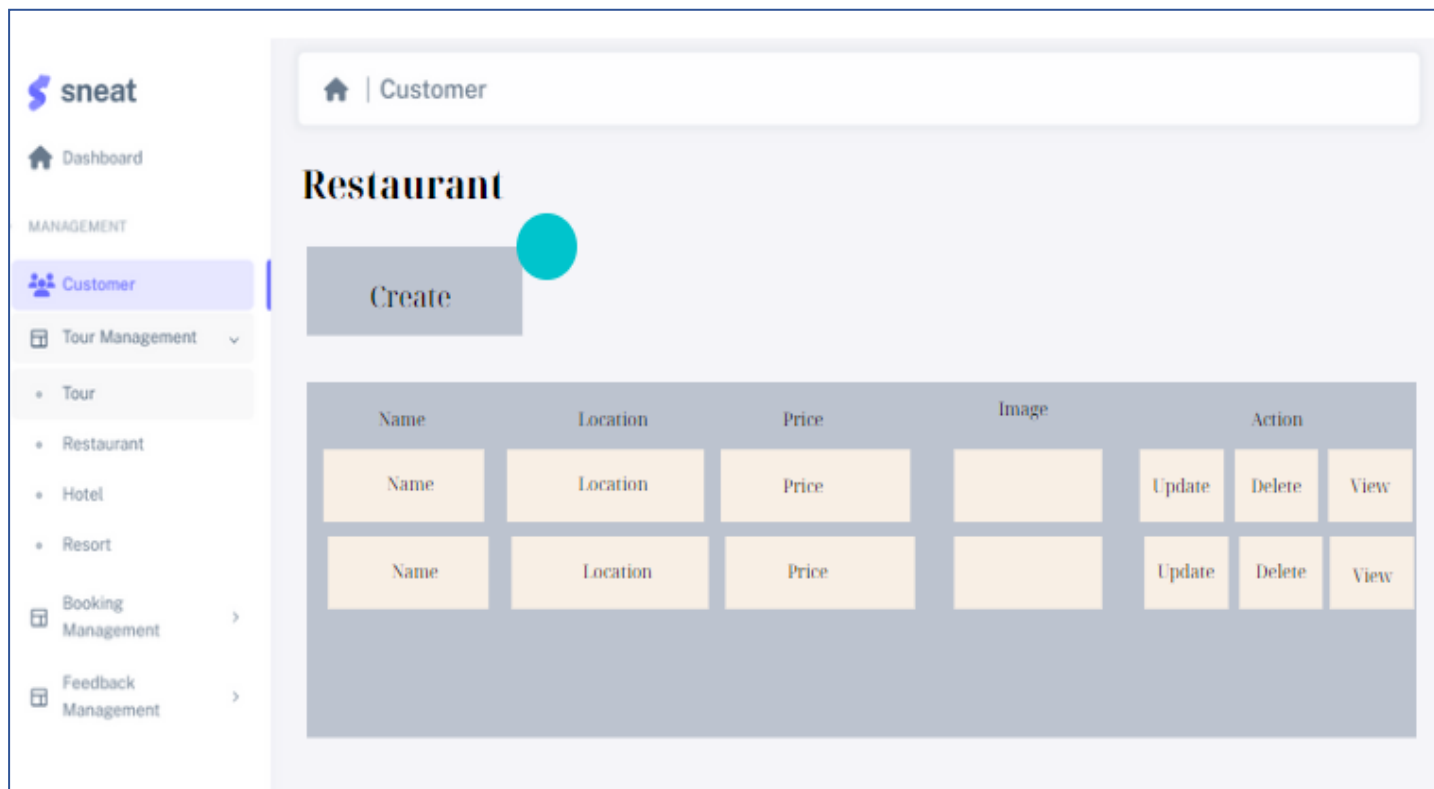 sneat
Dashboard
MANAGEMENT
Customer
Tour Management
Tour
Restaurant
Hotel
Resort
Booking
Management
Feedback
Management
| Customer
Restaurant
Create
Name Location Price Image Action
Name Location Price Update Delete View
Name Location Price Update Delete View